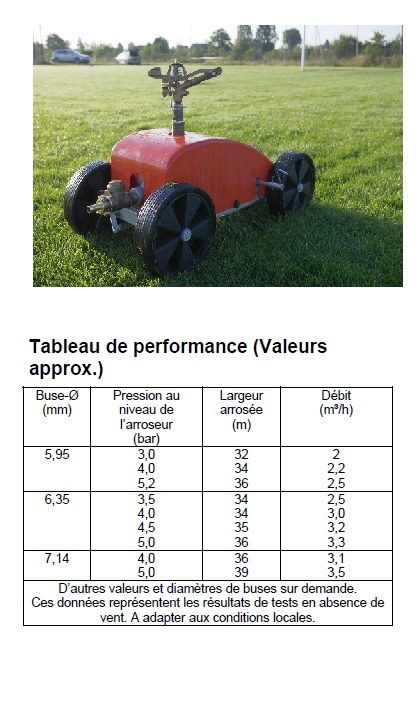 Tableau de performance (Valeurs
approx.)
Buse-Ø (mm) | Pression au niveau de l'arroseur (bar) | Largeur arrosée (m) | Débit (m³/h)
5,95 | 3,0 | 32 | 2
4,0 | 34 | 2,2
5,2 | 36 | 2,5
6,35 | 3,5 | 34 | 2,5
4,0 | 34 | 3,0
4,5 | 35 | 3,2
5,0 | 36 | 3,3
7,14 | 4,0 | 36 | 3,1
5,0 | 39 | 3,5
D'autres valeurs et diamètres de buses sur demande.
Ces données représentent les résultats de tests en absence de
vent. A adapter aux conditions locales.